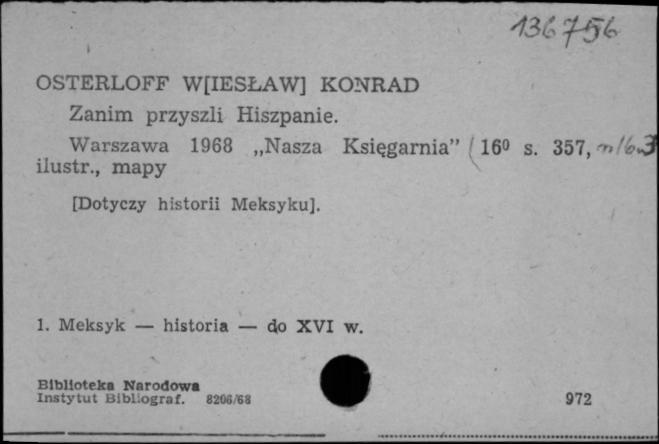 136756
OSTERLOFF W[IESŁAW] KONRAD
Zanim przyszli Hiszpanie.
Warszawa 1968 „Nasza Księgarnia” ( 16⁰ s. 357,
ilustr., mapy
[Dotyczy historii Meksyku].
1. Meksyk — historia — do XVI w.
Biblioteka Narodowa
Instytut Bibliograf. 8206/68 972